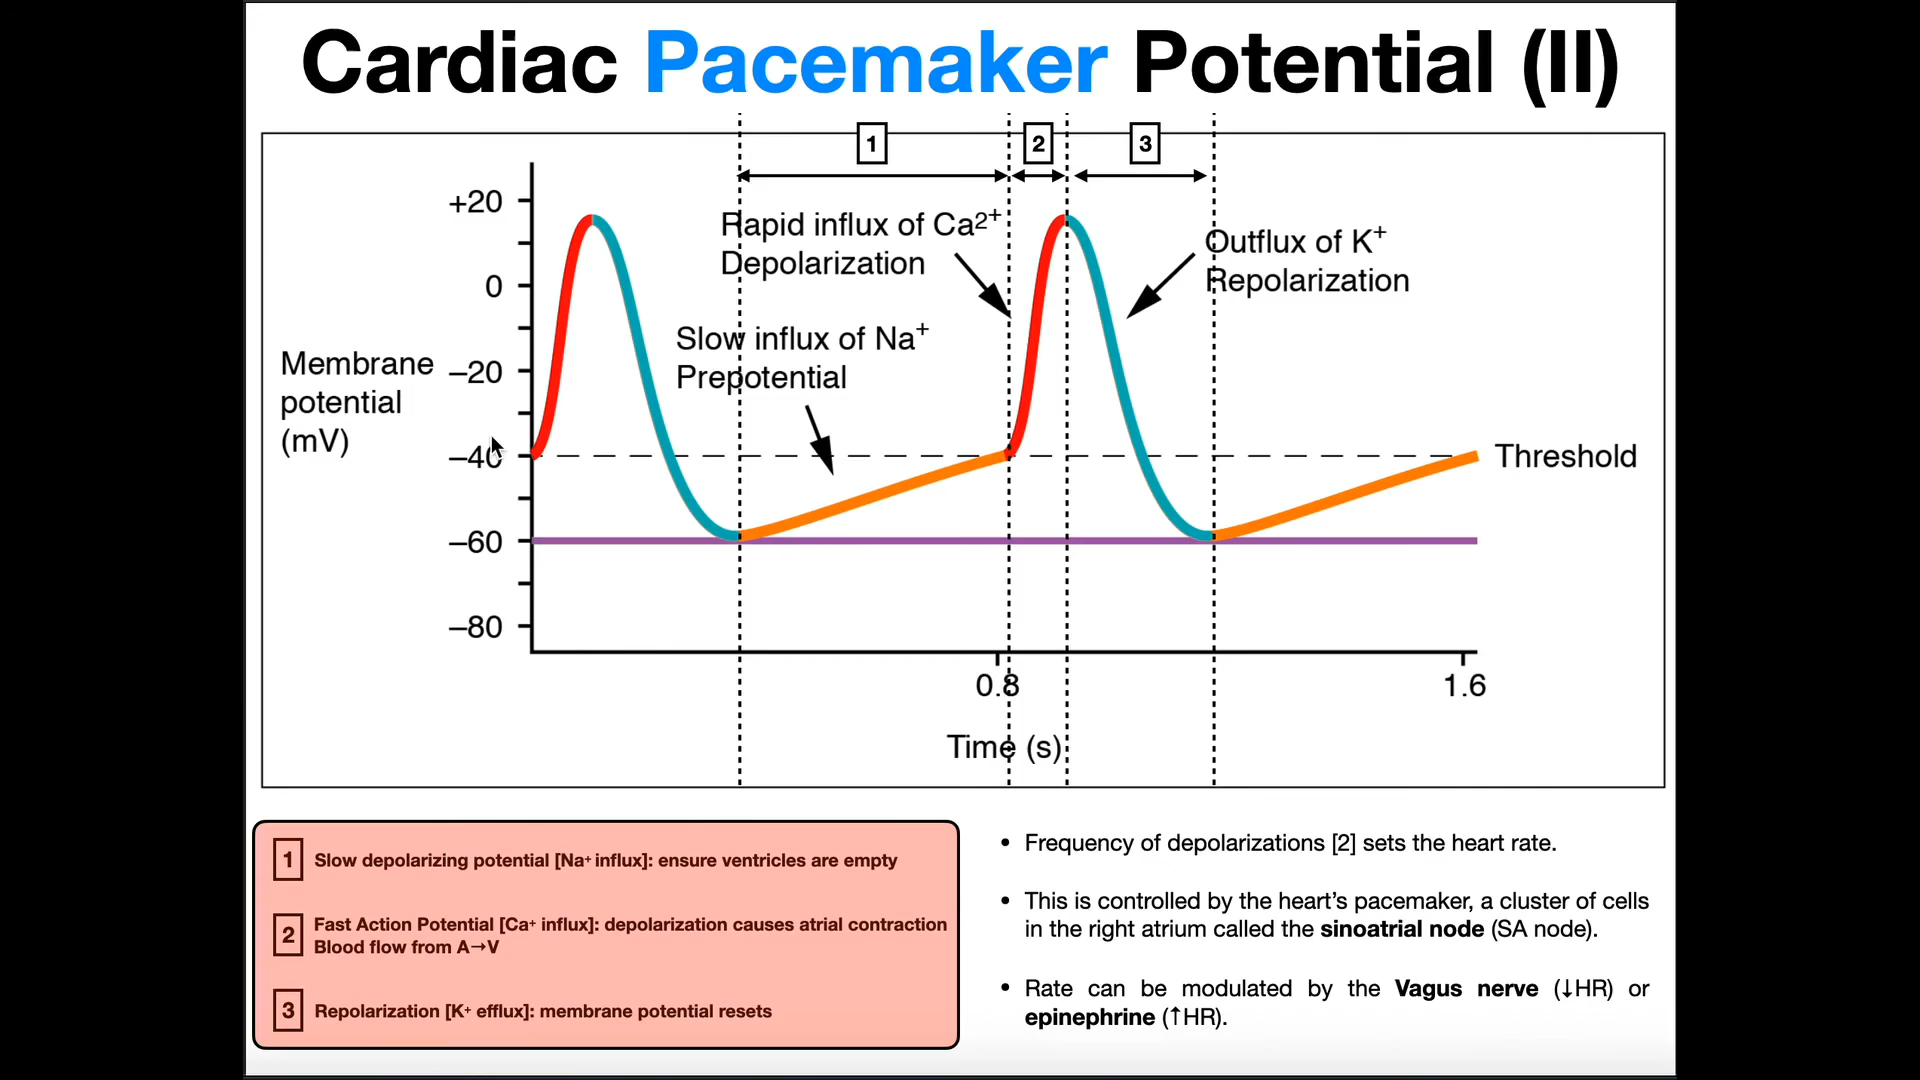 Cardiac Pacemaker Potential (II)
1
2
3
+20
0
–20
–40
–60
–80
Membrane
potential
(mV)
Rapid influx of Ca²⁺
Depolarization
Outflux of K⁺
Repolarization
Slow influx of Na⁺
Prepotential
Threshold
0.8
1.6
Time (s)
1 Slow depolarizing potential [Na⁺ influx]: ensure ventricles are empty
2 Fast Action Potential [Ca⁺ influx]: depolarization causes atrial contraction
Blood flow from A→V
3 Repolarization [K⁺ efflux]: membrane potential resets
• Frequency of depolarizations [2] sets the heart rate.
• This is controlled by the heart’s pacemaker, a cluster of cells
in the right atrium called the sinoatrial node (SA node).
• Rate can be modulated by the Vagus nerve (↓HR) or
epinephrine (↑HR).